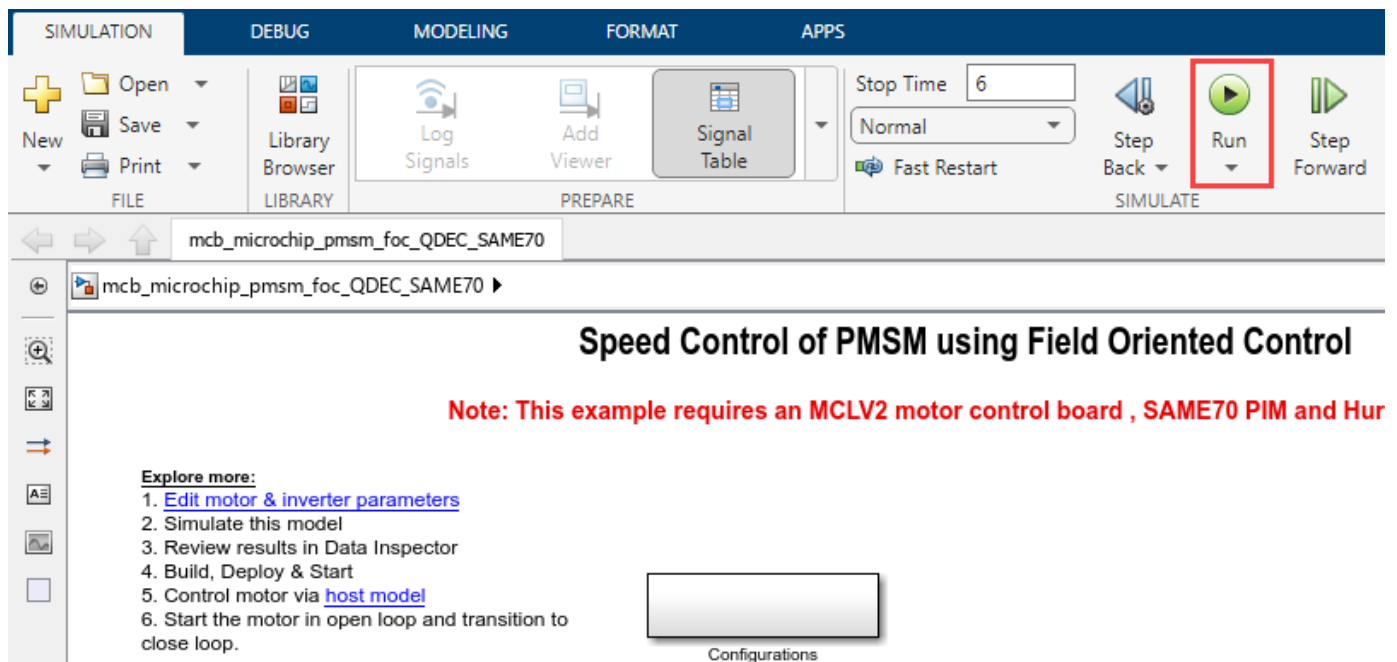 SIMULATION DEBUG MODELING FORMAT APPS
New
Open
Save
Print
FILE
Library
Browser
LIBRARY
Log
Signals
Add
Viewer
Signal
Table
PREPARE
Stop Time 6
Normal
Fast Restart
Step
Back
Run
Step
Forward
SIMULATE
mcb_microchip_pmsm_foc_QDEC_SAME70
mcb_microchip_pmsm_foc_QDEC_SAME70
Speed Control of PMSM using Field Oriented Control
Note: This example requires an MCLV2 motor control board , SAME70 PIM and Hur
Explore more:
1. Edit motor & inverter parameters
2. Simulate this model
3. Review results in Data Inspector
4. Build, Deploy & Start
5. Control motor via host model
6. Start the motor in open loop and transition to
close loop.
Configurations